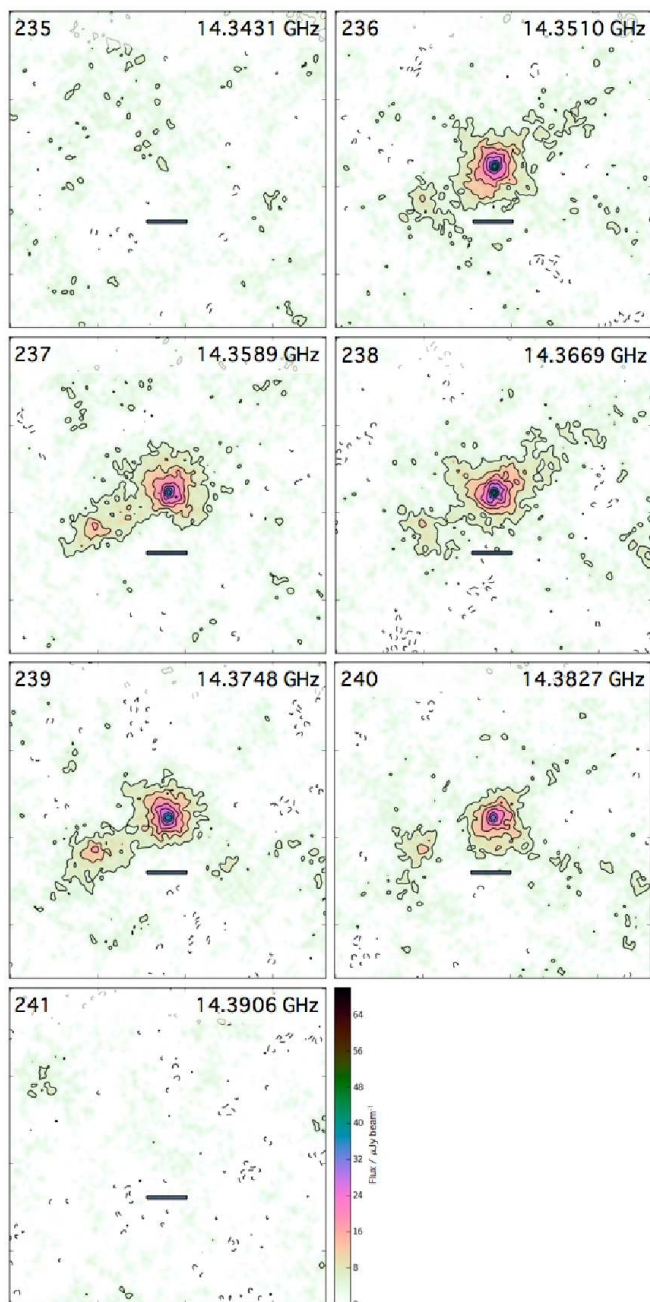 235 14.3431 GHz
236 14.3510 GHz
237 14.3589 GHz
238 14.3669 GHz
239 14.3748 GHz
240 14.3827 GHz
241 14.3906 GHz
64
56
48
40
32
24
16
8
Flux / μJy beam⁻¹